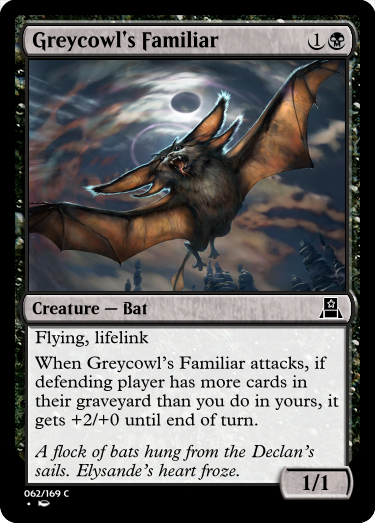 Greycowl's Familiar 1
Creature — Bat
Flying, lifelink
When Greycowl's Familiar attacks, if
defending player has more cards in
their graveyard than you do in yours, it
gets +2/+0 until end of turn.
A flock of bats hung from the Declan's
sails. Elysande's heart froze.
1/1
062/169 C